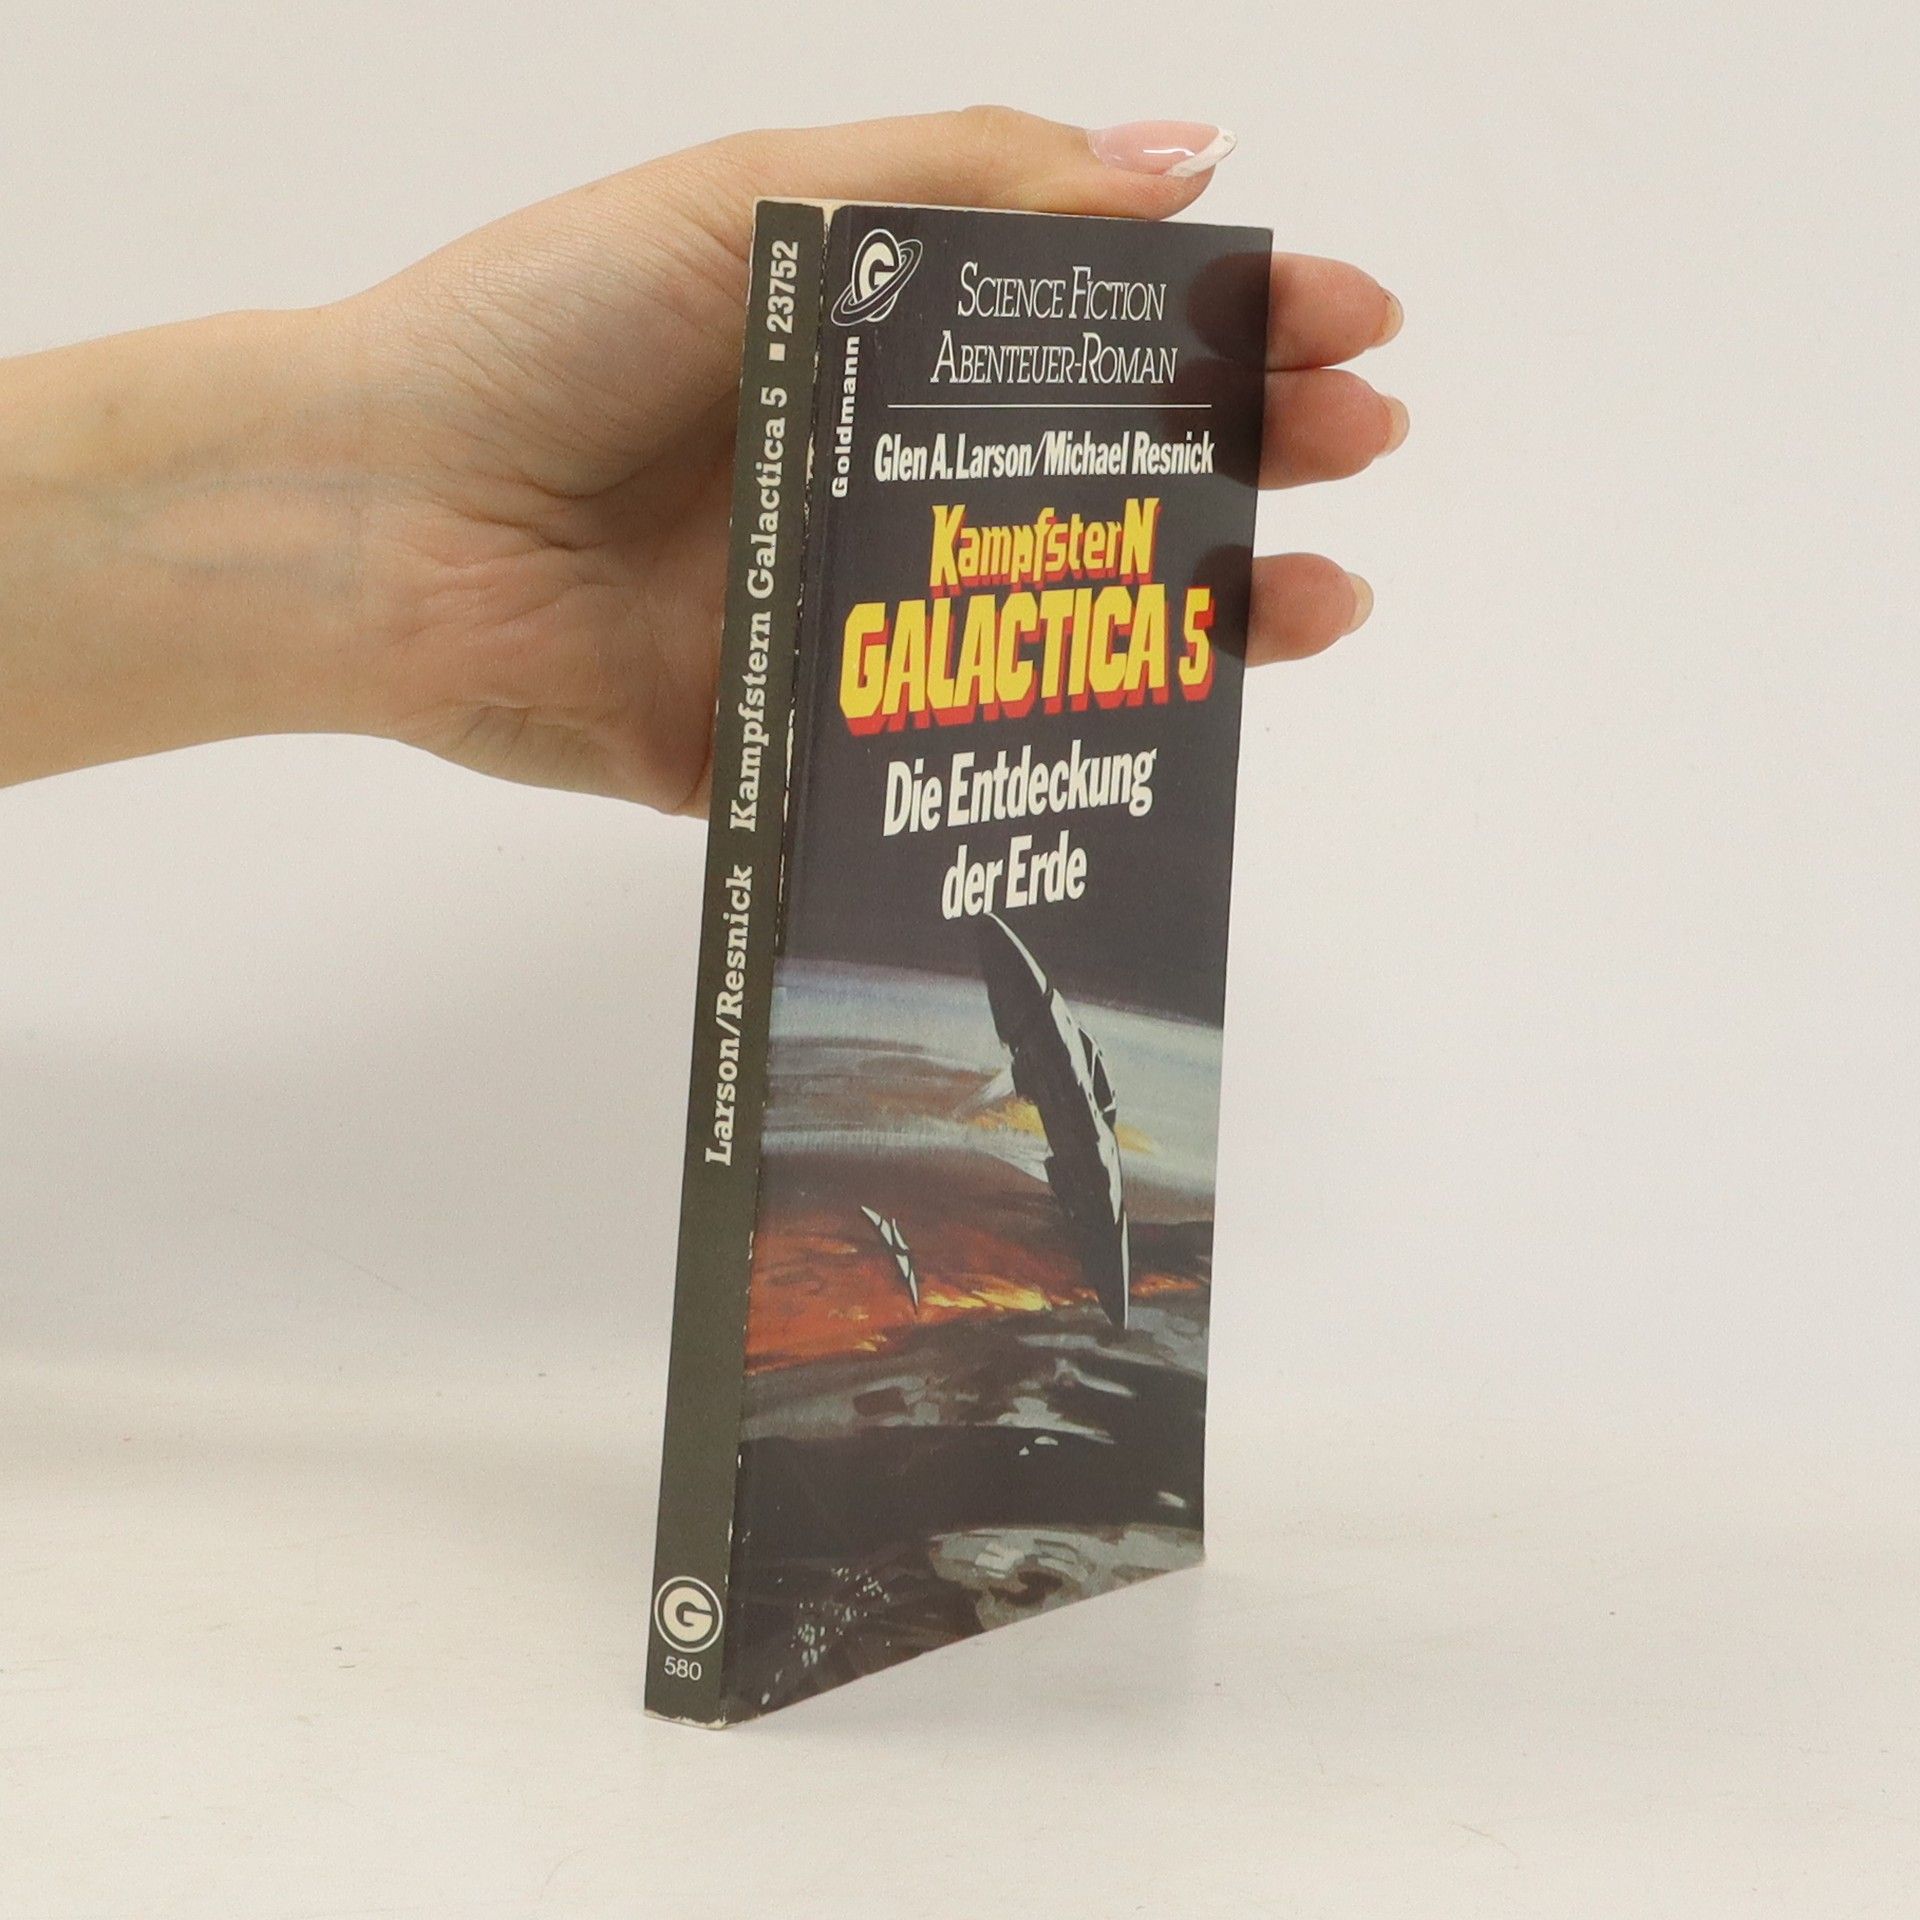 Larson/Resnick Kampfstern Galactica 5 ■ 23752
G
580
G
Goldmann
SCIENCE FICTION
ABENTEUER-ROMAN
Glen A. Larson/Michael Resnick
KampfsterN
GALACTICA 5
Die Entdeckung
der Erde